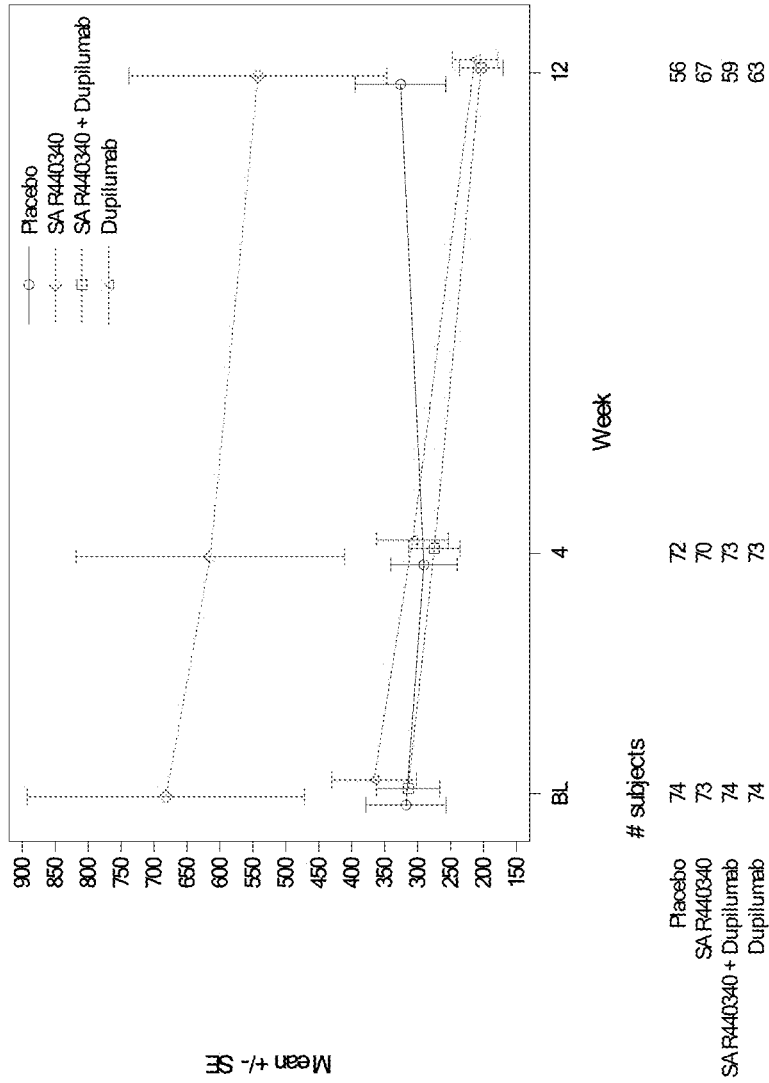 Placebo
SAR440340
SAR440340 + Dupilumab
Dupilumab
Mean +/- SE
900
850
800
750
700
650
600
550
500
450
400
350
300
250
200
150
BL 4 12
Week
# subjects
Placebo 74 72 56
SAR440340 73 70 67
SAR440340 + Dupilumab 74 73 59
Dupilumab 74 73 63